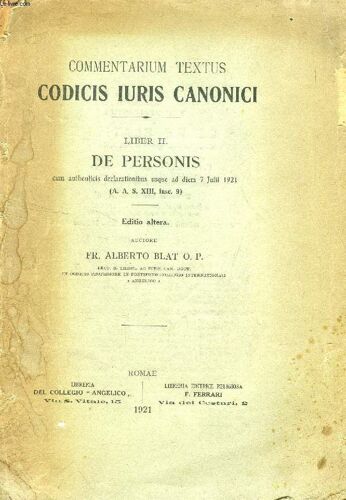 COMMENTARIUM TEXTUS
CODICIS IURIS CANONICI
LIBER II.
DE PERSONIS
cum authenticis declarationibus usque ad diem 7 Julii 1921
(A. A. S. XIII, fasc. 9)
Editio altera.
AUCTORE
FR. ALBERTO BLAT O. P.
ROMAE
LIBRERIA
DEL COLLEGIO "ANGELICO"
Via S. Vitale, 15
LIBRERIA EDITRICE RELIGIOSA
F. FERRARI
Via dei Cestari, 2
1921